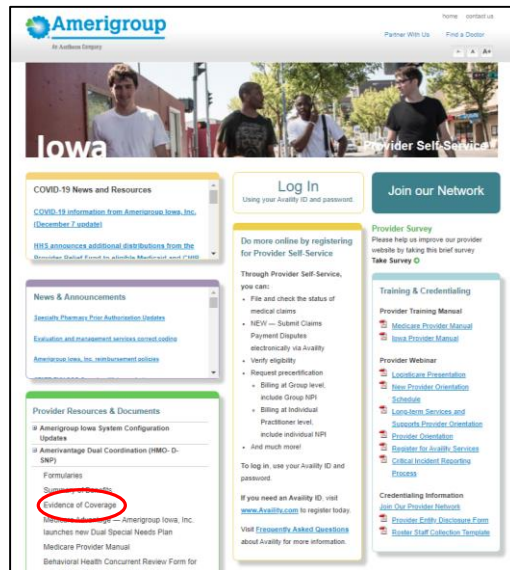 Amerigroup
An Anthem Company
home contact us
Partner With Us Find a Doctor
A A A+
Iowa
Provider Self-Service
COVID-19 News and Resources
COVID-19 information from Amerigroup Iowa, Inc.
(December 7 update)
HHS announces additional distributions from the
Provider Relief Fund to eligible Medicaid and CHIP
News & Announcements
Specialty Pharmacy Prior Authorization Updates
Evaluation and management services correct coding
Amerigroup Iowa, Inc. reimbursement policies
Provider Resources & Documents
Amerigroup Iowa System Configuration
Updates
Amerivantage Dual Coordination (HMO- D-
SNP)
Formularies
Summary of Benefits
Evidence of Coverage
Medicare Advantage — Amerigroup Iowa, Inc.
launches new Dual Special Needs Plan
Medicare Provider Manual
Behavioral Health Concurrent Review Form for
Log In
Using your Availity ID and password.
Do more online by registering
for Provider Self-Service
Through Provider Self-Service,
you can:
File and check the status of
medical claims
NEW — Submit Claims
Payment Disputes
electronically via Availity
Verify eligibility
Request precertification
Billing at Group level,
include Group NPI
Billing at Individual
Practitioner level,
include individual NPI
And much more!
To log in, use your Availity ID and
password.
If you need an Availity ID, visit
www.Availity.com to register today.
Visit Frequently Asked Questions
about Availity for more information.
Join our Network
Provider Survey
Please help us improve our provider
website by taking this brief survey
Take Survey
Training & Credentialing
Provider Training Manual
Medicare Provider Manual
Iowa Provider Manual
Provider Webinar
Logisticare Presentation
New Provider Orientation
Schedule
Long-term Services and
Supports Provider Orientation
Provider Orientation
Register for Availity Services
Critical Incident Reporting
Process
Credentialing Information
Join Our Provider Network
Provider Entity Disclosure Form
Roster Staff Collection Template